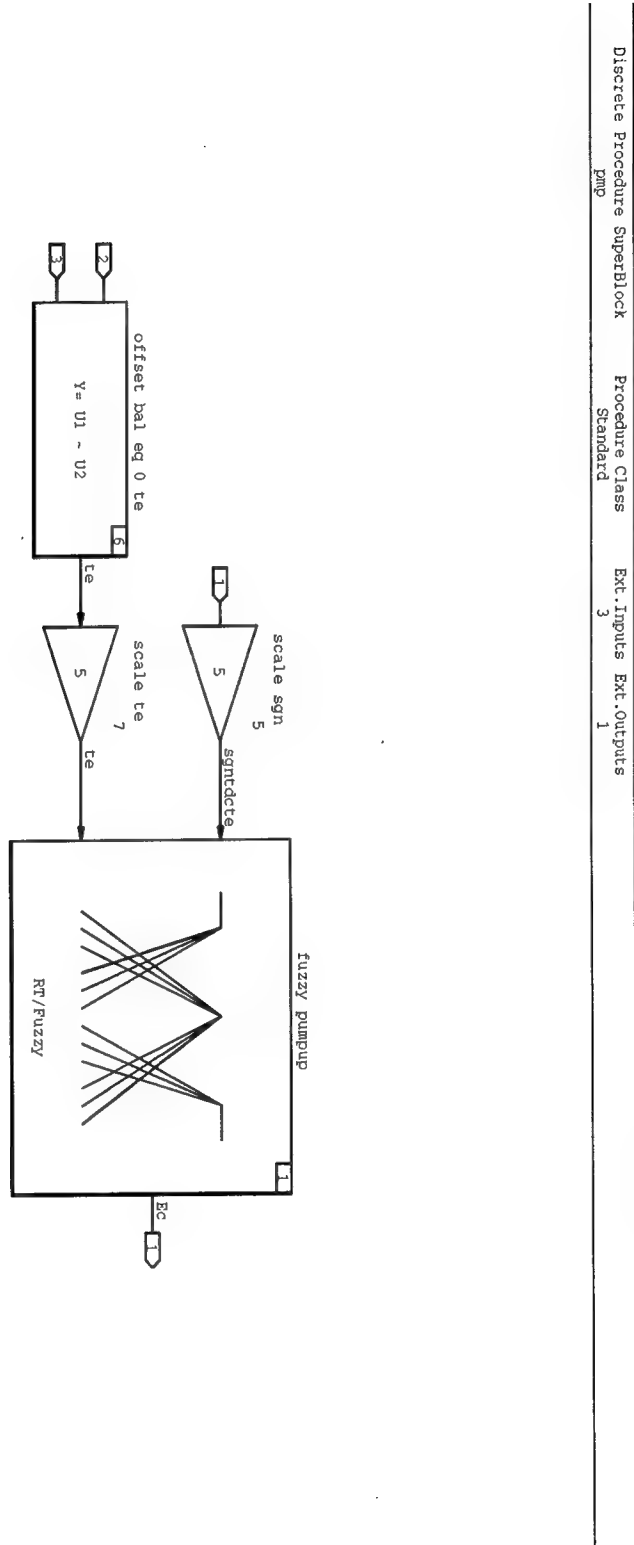 Discrete Procedure SuperBlock Procedure Class Ext.Inputs Ext.Outputs
pmp Standard 3 1
scale sgn
5
1
5
sgntdcte
fuzzy pumpup
1
offset bal eq 0 te
2
3
Y= U1 - U2
6
te
scale te
7
5
te
RT/Fuzzy
Ec
1